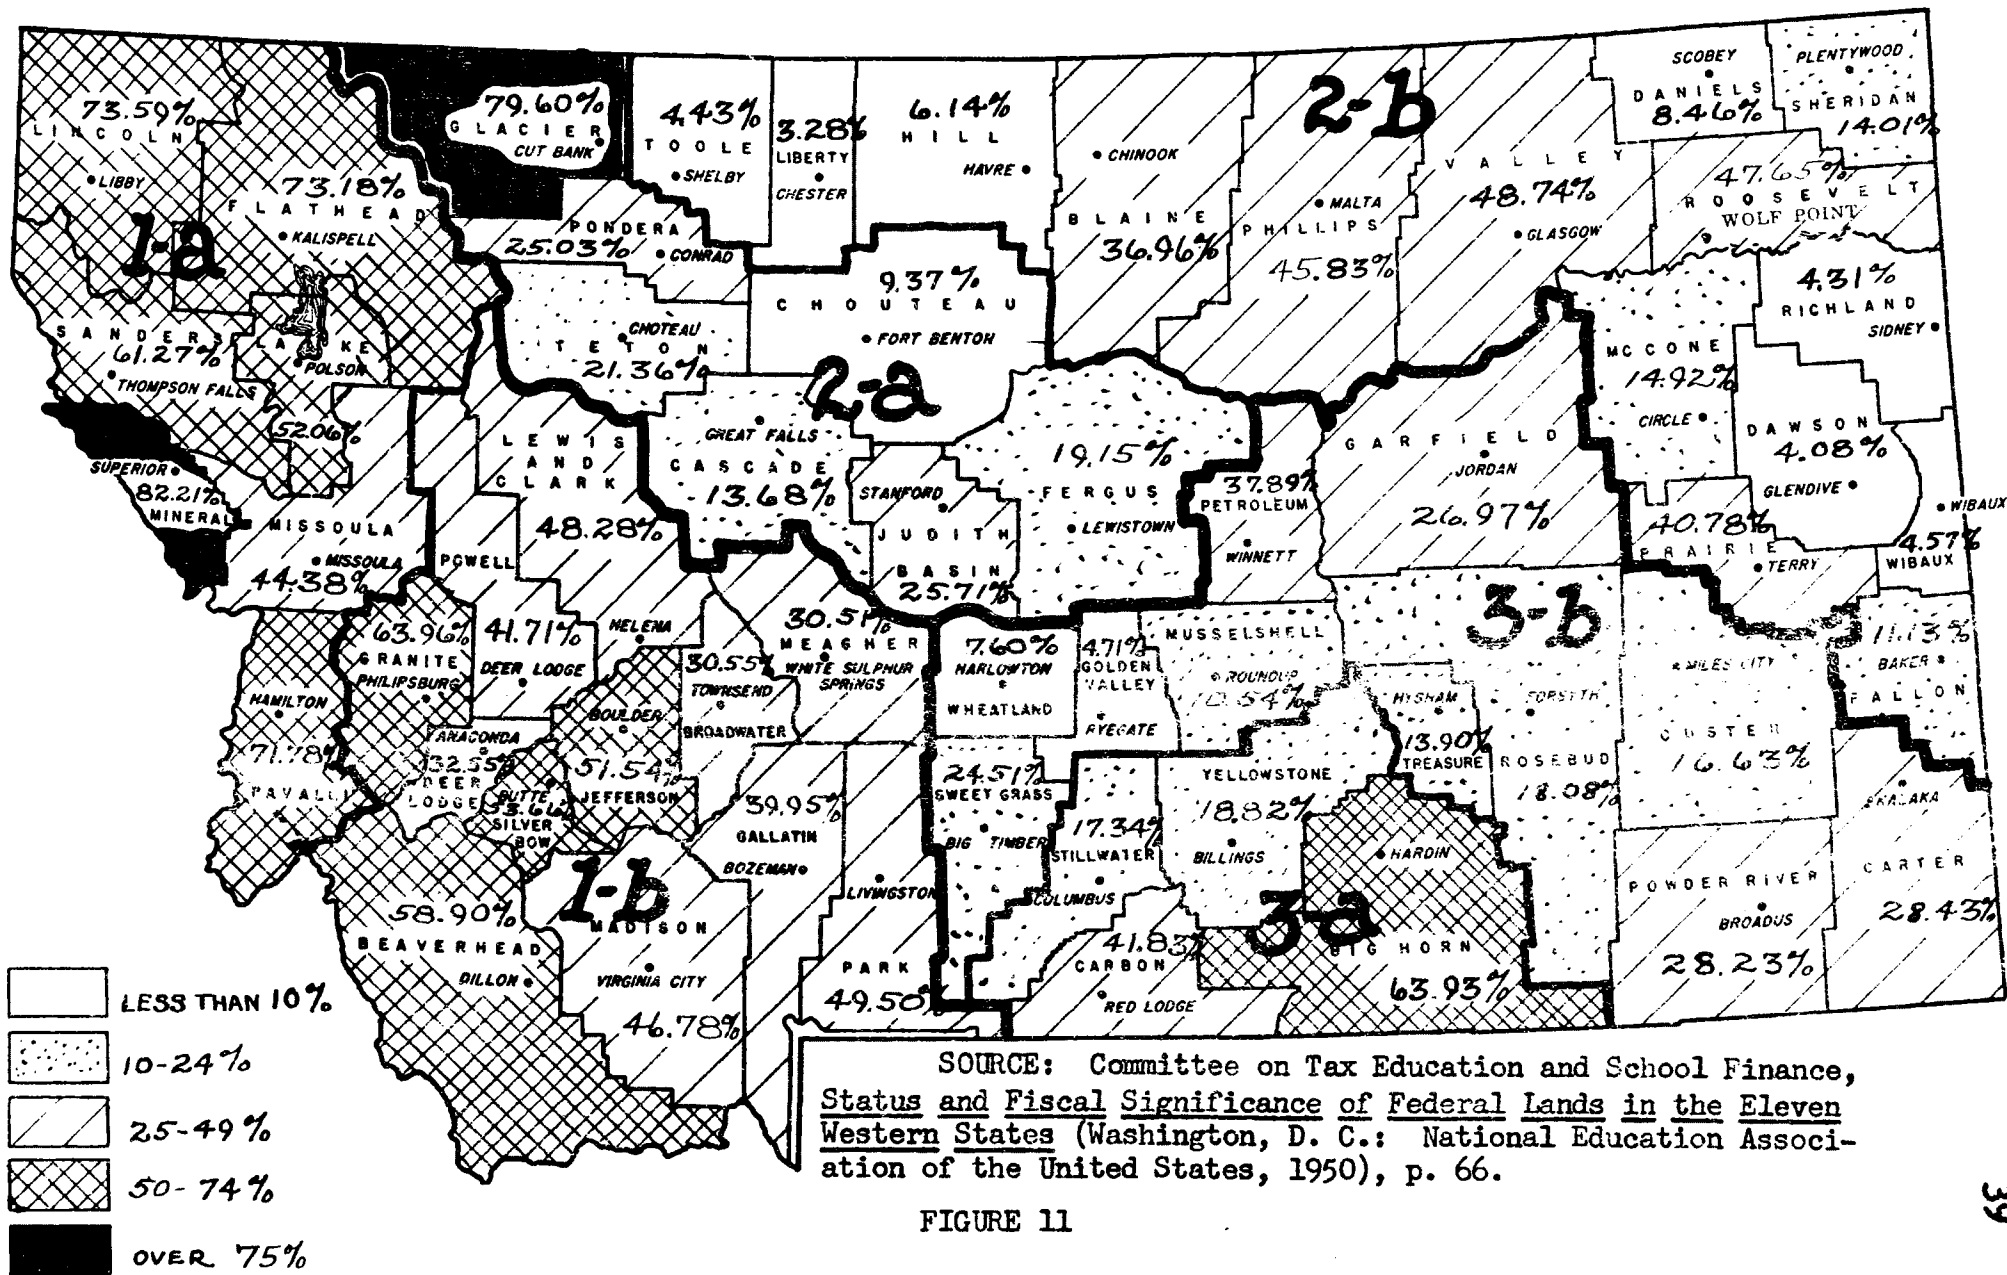 73.59%
LINCOLN
LIBBY
73.18%
FLATHEAD
KALISPELL
1-a
79.60%
GLACIER
CUT BANK
4.43%
TOOLE
SHELBY
3.28%
LIBERTY
CHESTER
6.14%
HILL
HAVRE
CHINOOK
BLAINE
36.96%
2-b
MALTA
PHILLIPS
45.83%
VALLEY
48.74%
GLASGOW
SCOBEY
DANIELS
8.46%
PLENTYWOOD
SHERIDAN
14.01%
47.65%
ROOSEVELT
WOLF POINT
PONDERA
25.03%
CONRAD
9.37%
CHOUTEAU
FORT BENTON
CHOTEAU
TETON
21.36%
2-a
SANDERS
61.27%
THOMPSON FALLS
LAKE
POLSON
52.06%
SUPERIOR
82.21%
MINERAL
MISSOULA
MISSOULA
44.38%
LEWIS
AND
CLARK
48.28%
HELENA
POWELL
41.71%
DEER LODGE
GREAT FALLS
CASCADE
13.68%
STANFORD
JUDITH
BASIN
25.71%
19.15%
FERGUS
LEWISTOWN
37.89%
PETROLEUM
WINNETT
GARFIELD
JORDAN
26.97%
MCCONE
14.92%
CIRCLE
4.31%
RICHLAND
SIDNEY
DAWSON
4.08%
GLENDIVE
WIBAUX
4.57%
WIBAUX
40.78%
PRAIRIE
TERRY
63.96%
GRANITE
PHILIPSBURG
HAMILTON
71.78%
RAVALLI
ANACONDA
32.55%
DEER
LODGE
BUTTE
53.66%
SILVER
BOW
BOULDER
51.54%
JEFFERSON
30.55%
TOWNSEND
BROADWATER
30.51%
MEAGHER
WHITE SULPHUR
SPRINGS
7.60%
HARLOWTON
WHEATLAND
4.71%
GOLDEN
VALLEY
RYEGATE
MUSSELSHELL
ROUNDUP
10.54%
3-b
HYSHAM
13.90%
TREASURE
FORSYTH
ROSEBUD
18.08%
MILES CITY
CUSTER
16.63%
11.13%
BAKER
FALLON
58.90%
BEAVERHEAD
DILLON
1-b
MADISON
VIRGINIA CITY
46.78%
39.95%
GALLATIN
BOZEMAN
LIVINGSTON
PARK
49.50%
24.51%
SWEET GRASS
BIG TIMBER
17.34%
STILLWATER
COLUMBUS
YELLOWSTONE
18.82%
BILLINGS
41.83%
CARBON
RED LODGE
3-a
HARDIN
BIG HORN
63.93%
POWDER RIVER
BROADUS
28.23%
EKALAKA
CARTER
28.43%
LESS THAN 10%
10-24%
25-49%
50-74%
OVER 75%
SOURCE: Committee on Tax Education and School Finance,
Status and Fiscal Significance of Federal Lands in the Eleven
Western States (Washington, D. C.: National Education Associ-
ation of the United States, 1950), p. 66.
FIGURE 11
39